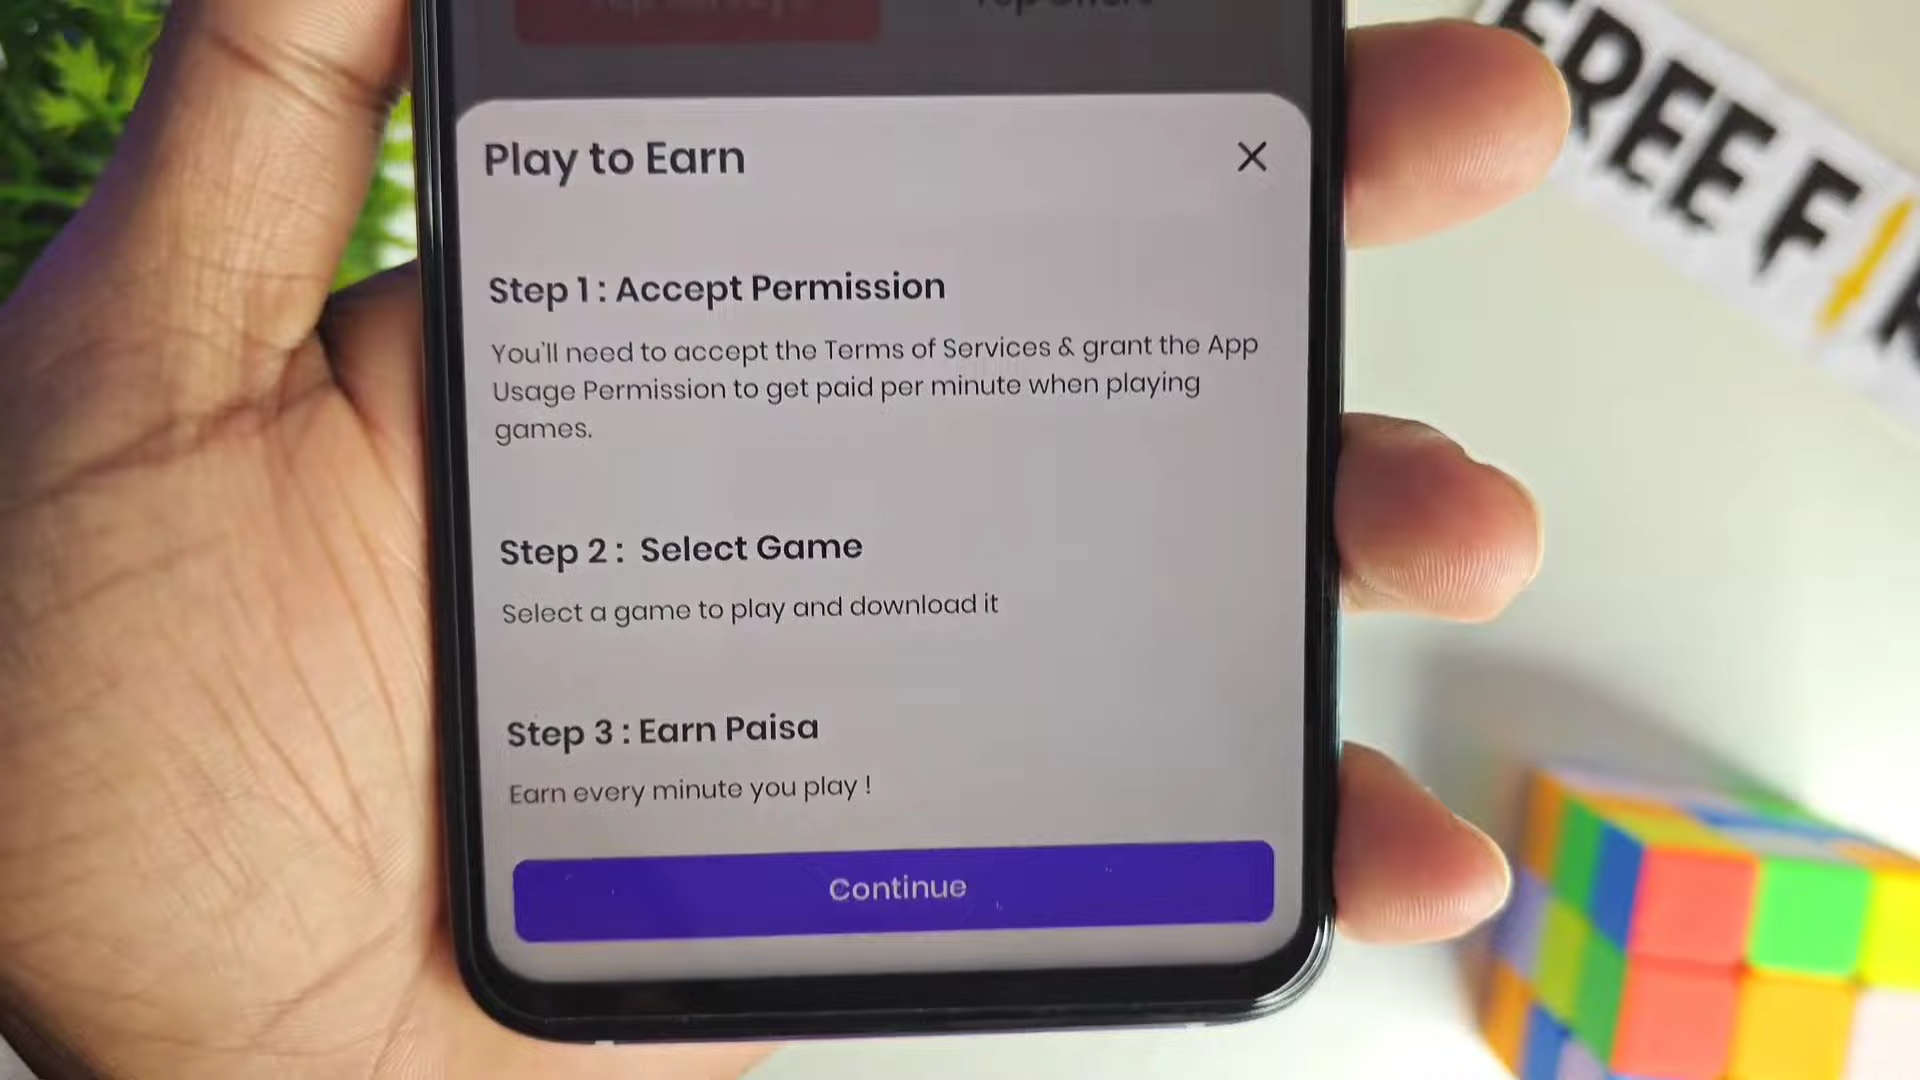 Play to Earn
Step 1 : Accept Permission
You'll need to accept the Terms of Services & grant the App
Usage Permission to get paid per minute when playing
games.
Step 2 : Select Game
Select a game to play and download it
Step 3 : Earn Paisa
Earn every minute you play !
Continue
FREE